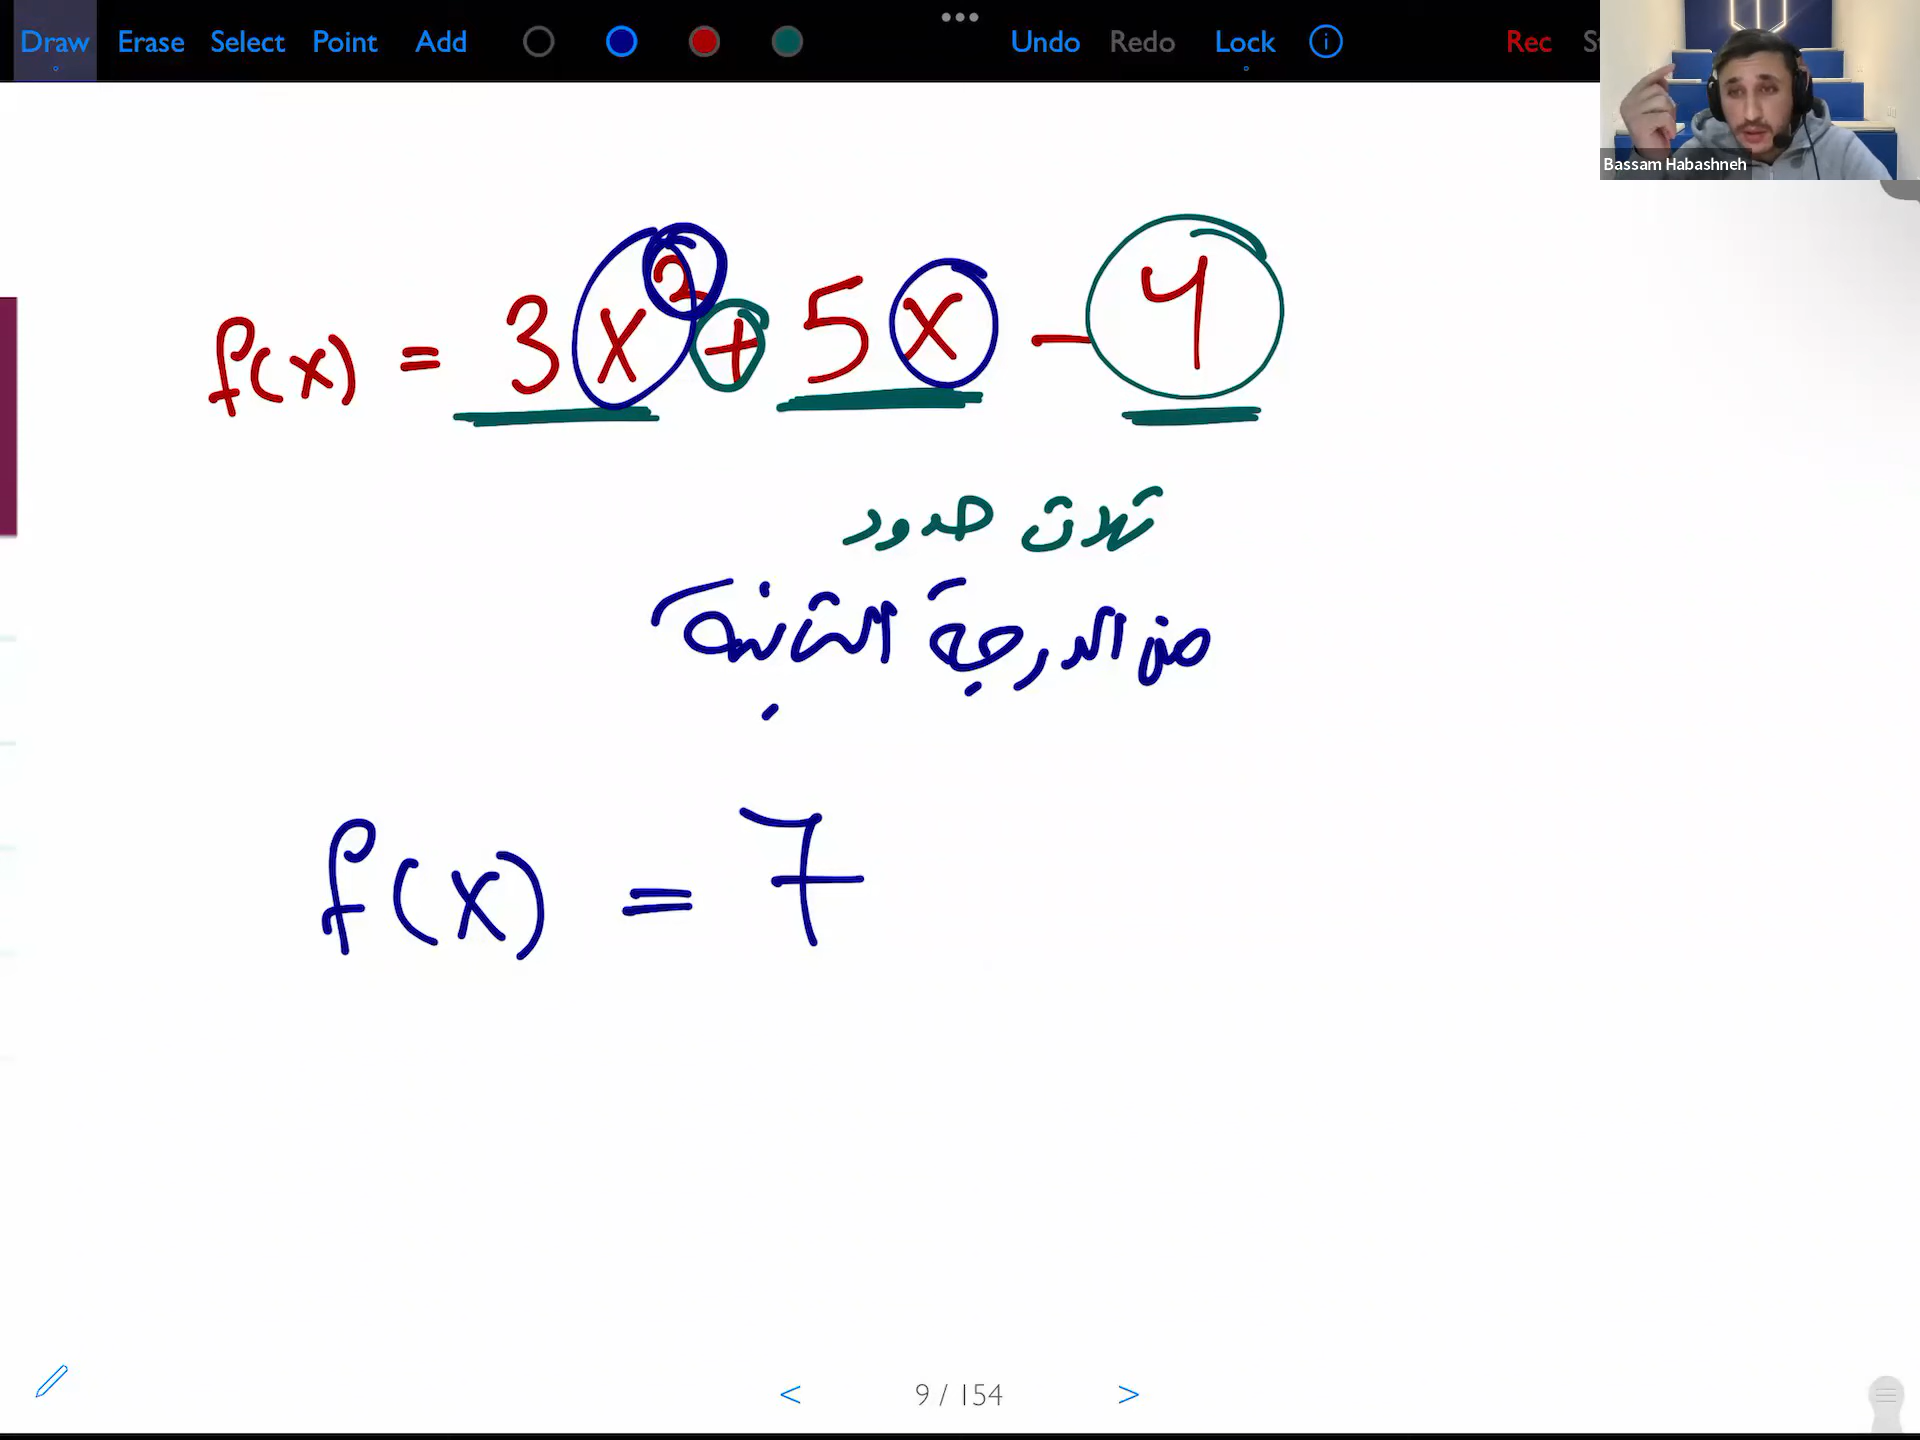 Draw Erase Select Point Add Undo Redo Lock Rec
Bassam Habashneh
f(x) = 3x² + 5x - 4
ثلاث حدود
من الدرجة الثانية
f(x) = 7
< 9 / 154 >